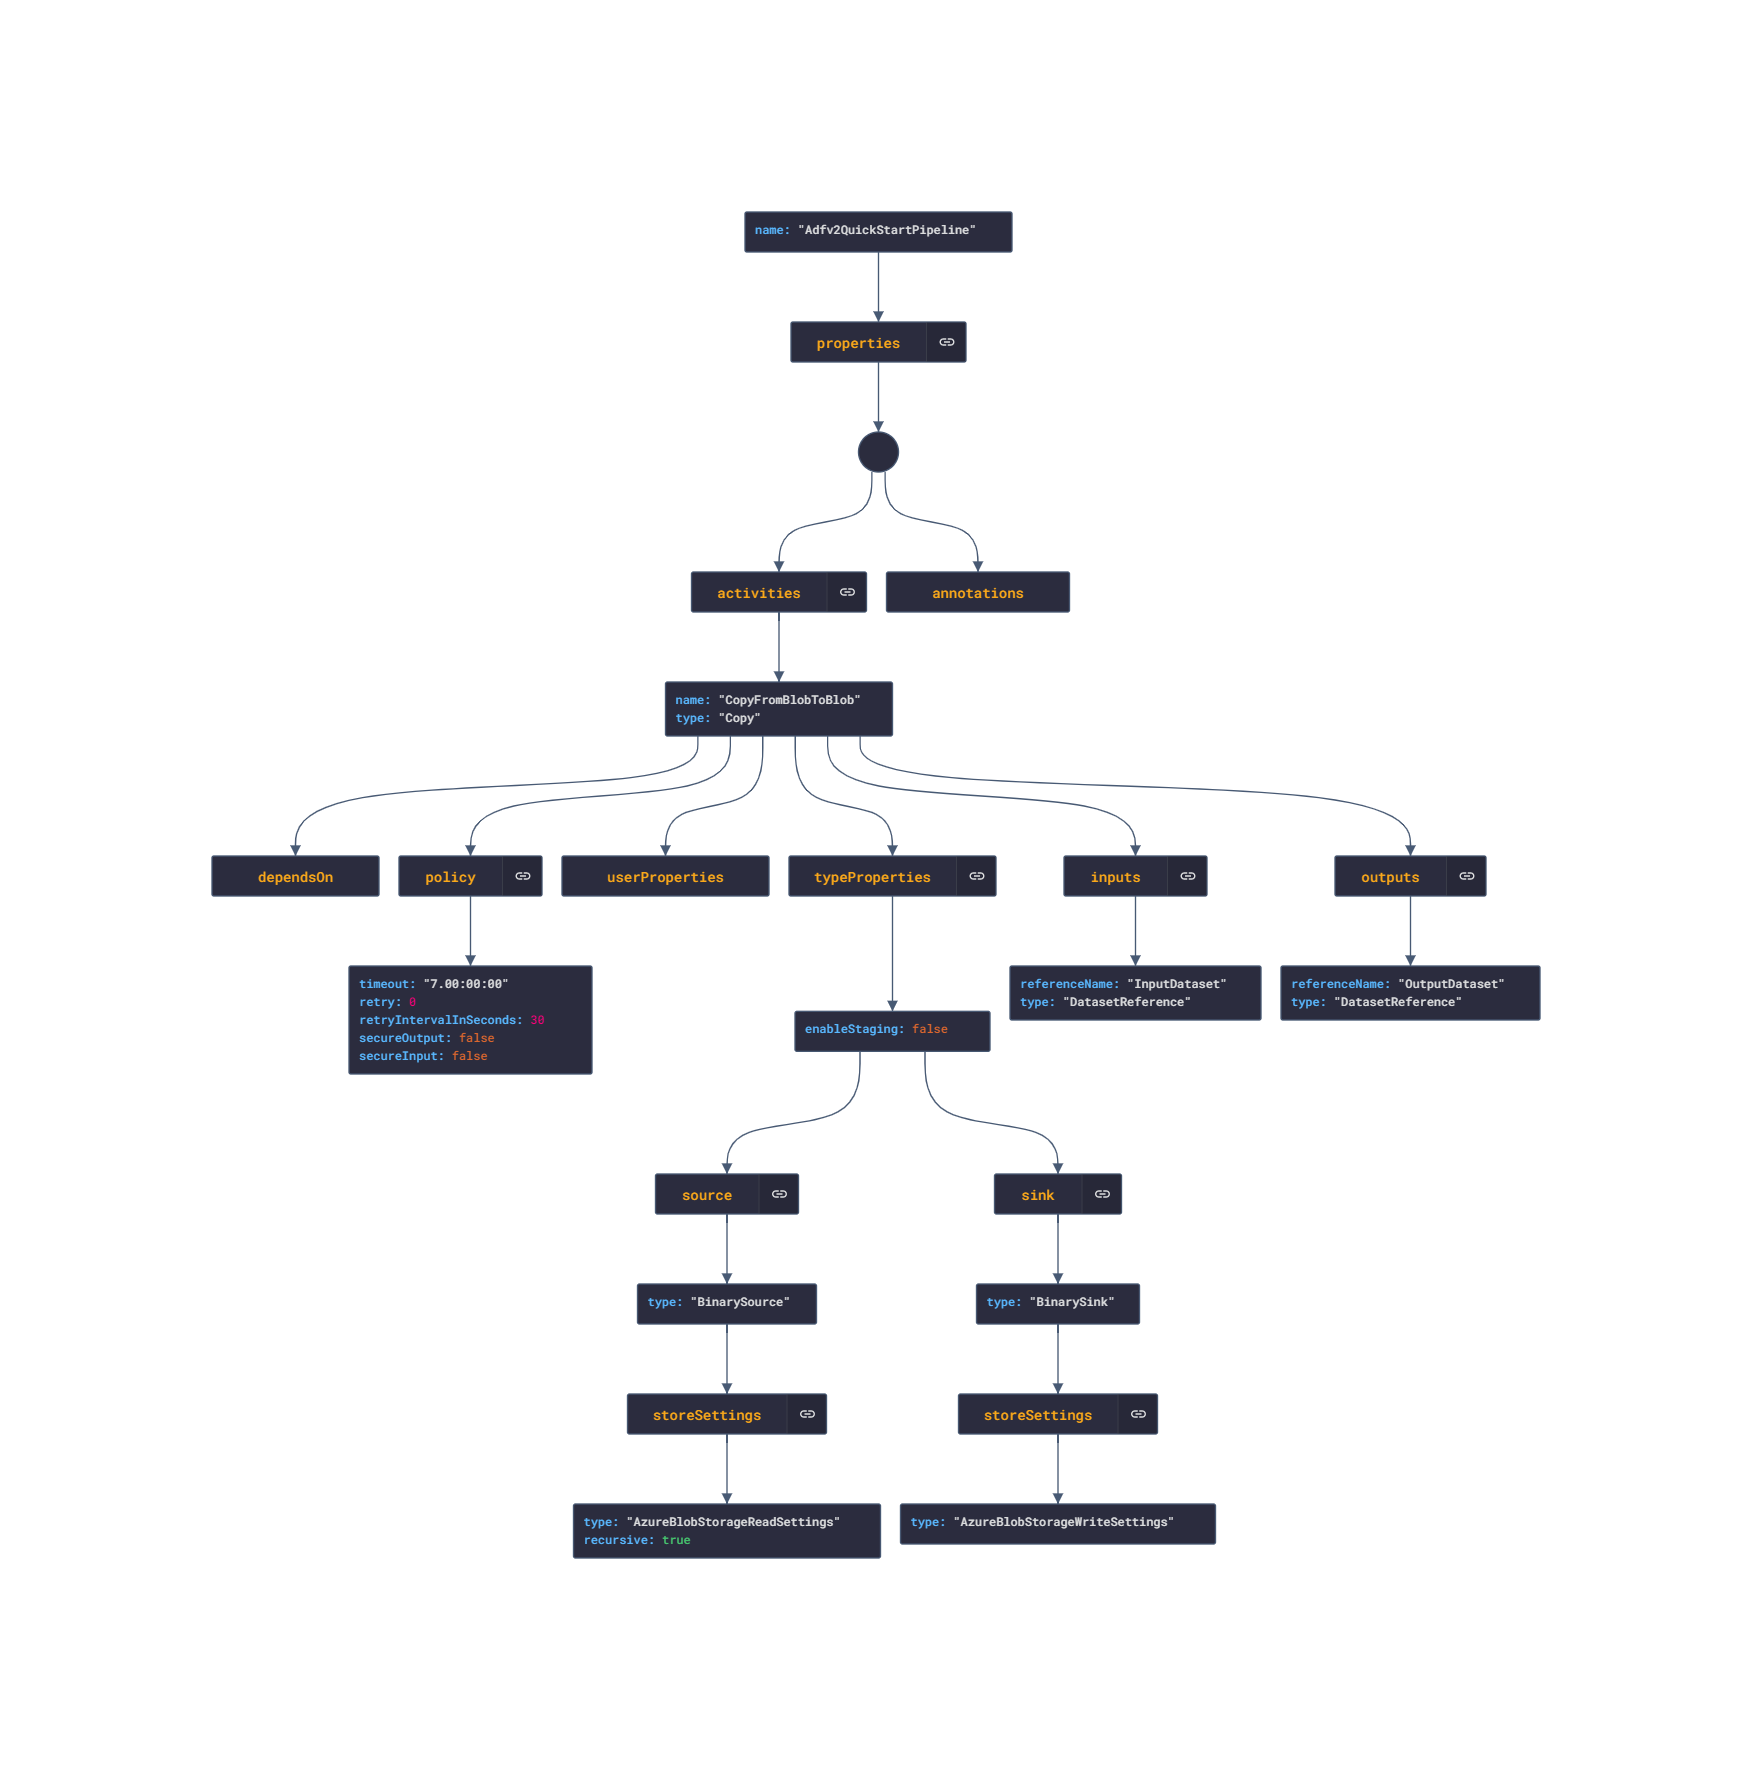 name: "Adfv2QuickStartPipeline"
properties
activities
annotations
name: "CopyFromBlobToBlob"
type: "Copy"
dependsOn
policy
userProperties
typeProperties
inputs
outputs
timeout: "7.00:00:00"
retry: 0
retryIntervalInSeconds: 30
secureOutput: false
secureInput: false
referenceName: "InputDataset"
type: "DatasetReference"
referenceName: "OutputDataset"
type: "DatasetReference"
enableStaging: false
source
sink
type: "BinarySource"
type: "BinarySink"
storeSettings
storeSettings
type: "AzureBlobStorageReadSettings"
recursive: true
type: "AzureBlobStorageWriteSettings"